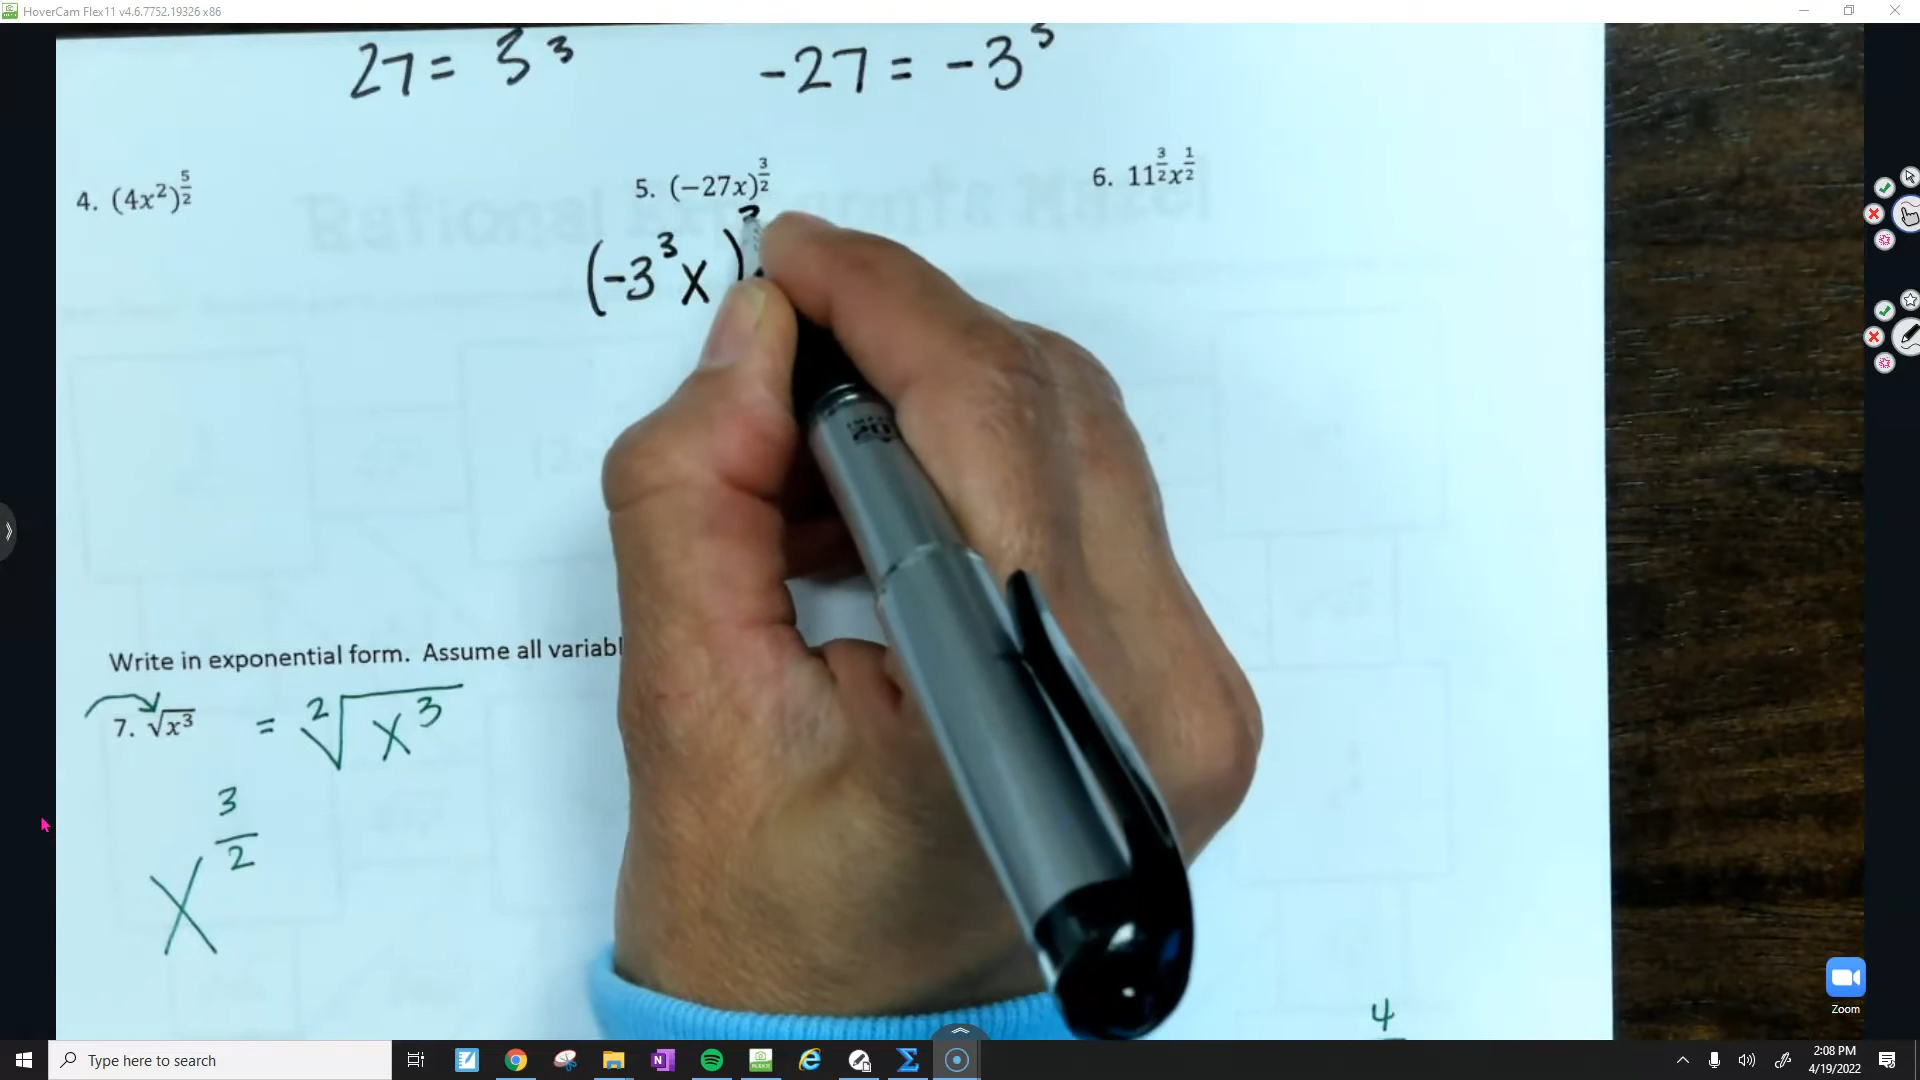 HoverCam Flex11 v4.6.7752.19326 x86
27 = 3³
-27 = -3³
4. (4x²)^(5/2)
5. (−27x)^(3/2)
6. 11^(3/2)x^(1/2)
(-3³x)³
Write in exponential form. Assume all variabl
7. √x³ = ²√x³
x^(3/2)
4
Zoom
Type here to search
2:08 PM
4/19/2022